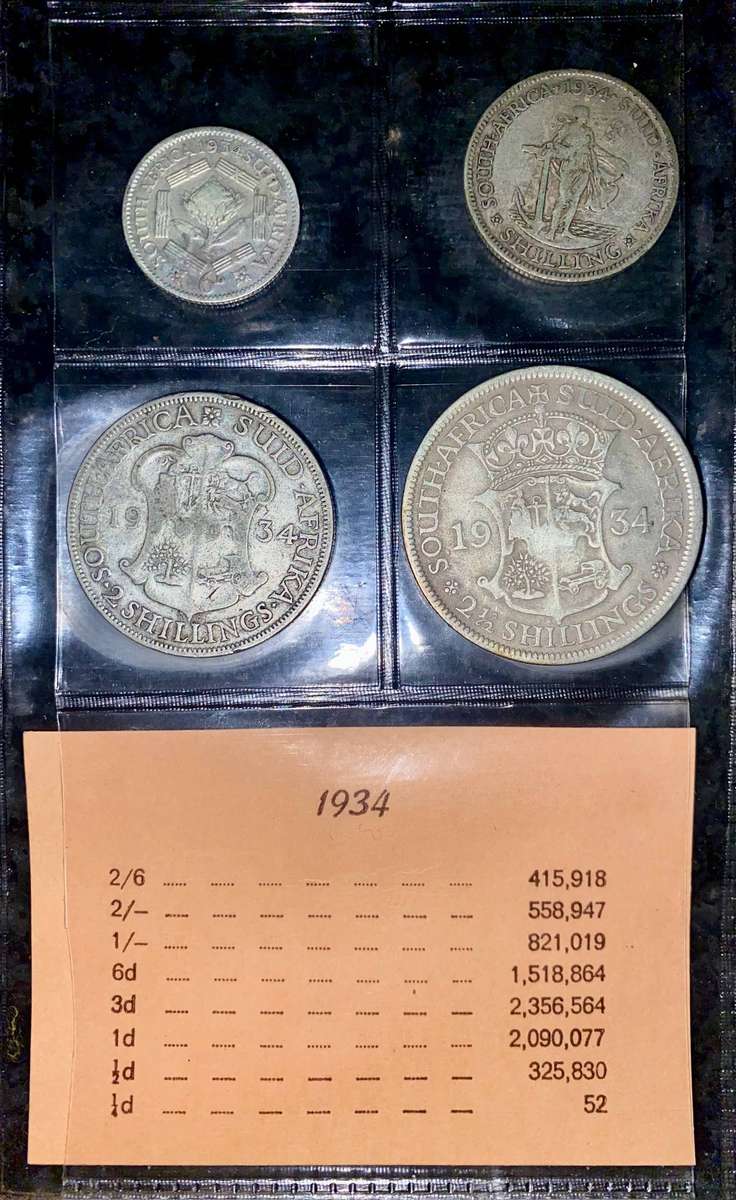 SOUTH AFRICA 1934 SUID-AFRIKA
6D
SOUTH AFRICA · 1934 · SUID-AFRIKA
SHILLING
SOUTH AFRICA SUID-AFRIKA
19 34
2 SHILLINGS
SOUTH AFRICA SUID-AFRIKA
19 34
2½ SHILLINGS
1934
2/6 ...... ...... ...... ...... ...... ...... ...... 415,918
2/– ...... ...... ...... ...... ...... ...... ...... 558,947
1/– ...... ...... ...... ...... ...... ...... ...... 821,019
6d ...... ...... ...... ...... ...... ...... ...... 1,518,864
3d ...... ...... ...... ...... ...... ...... ...... 2,356,564
1d ...... ...... ...... ...... ...... ...... ...... 2,090,077
½d ...... ...... ...... ...... ...... ...... ...... 325,830
¼d ...... ...... ...... ...... ...... ...... ...... 52